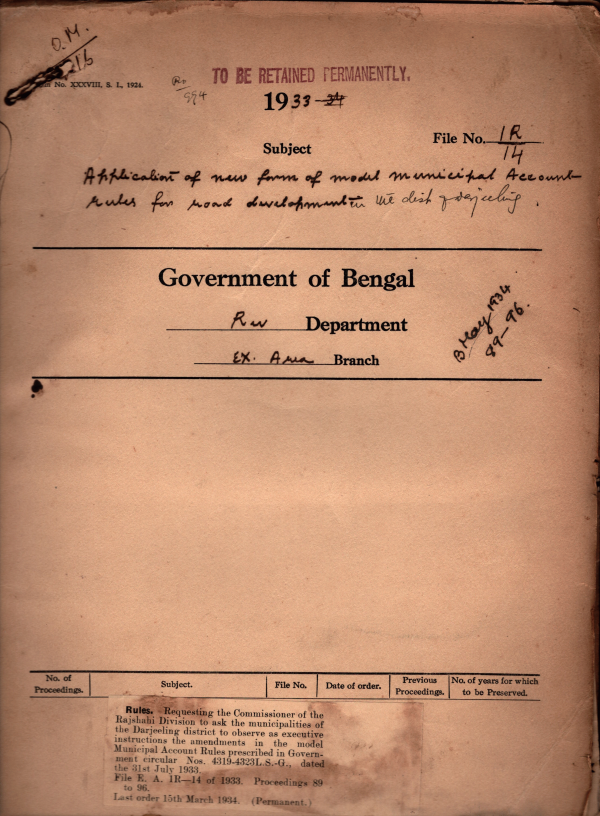 O.M.
TO BE RETAINED PERMANENTLY.
No. XXXVIII, S. I., 1924.
1933-34
File No. 1R/14
Subject
Application of new form of model municipal Account
rules for road development in the dist of Darjeeling.
Government of Bengal
Rev Department
Ex. Area Branch
B May 1934
89-96.
No. of Proceedings. Subject. File No. Date of order. Previous Proceedings. No. of years for which to be Preserved.
Rules. -Requesting the Commissioner of the
Rajshahi Division to ask the municipalities of
the Darjeeling district to observe as executive
instructions the amendments in the model
Municipal Account Rules prescribed in Govern-
ment circular Nos. 4319-4323L.S.-G., dated
the 31st July 1933.
File E. A. 1R—14 of 1933. Proceedings 89
to 96.
Last order 15th March 1934. (Permanent.)